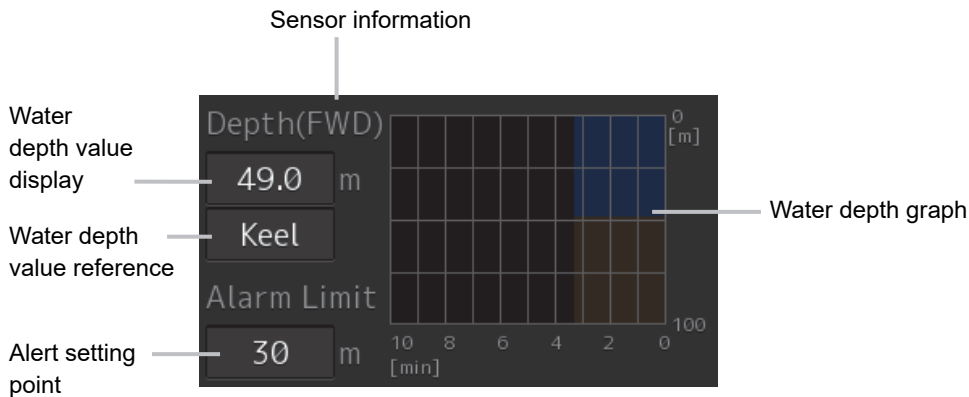 Sensor information
Water
depth value
display
Water depth
value reference
Alert setting
point
Depth(FWD)
49.0 m
Keel
Alarm Limit
30 m
0
[m]
100
10 8 6 4 2 0
[min]
Water depth graph